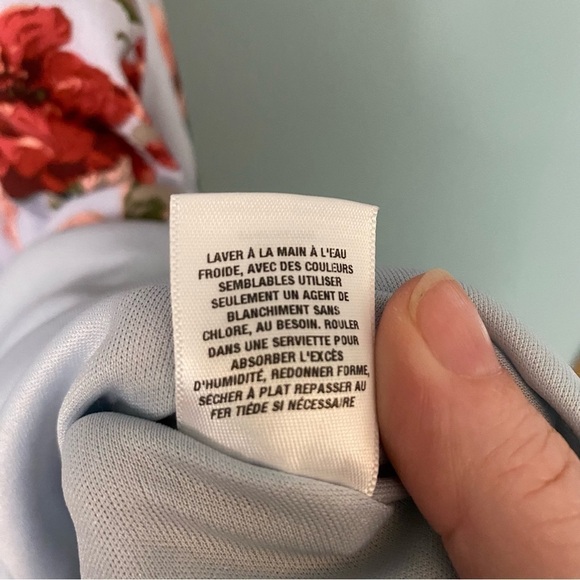 LAVER À LA MAIN À L'EAU
FROIDE, AVEC DES COULEURS
SEMBLABLES UTILISER
SEULEMENT UN AGENT DE
BLANCHIMENT SANS
CHLORE, AU BESOIN. ROULER
DANS UNE SERVIETTE POUR
ABSORBER L'EXCÈS
D'HUMIDITÉ, REDONNER FORME,
SÉCHER À PLAT REPASSER AU
FER TIÉDE SI NÉCESSAIRE